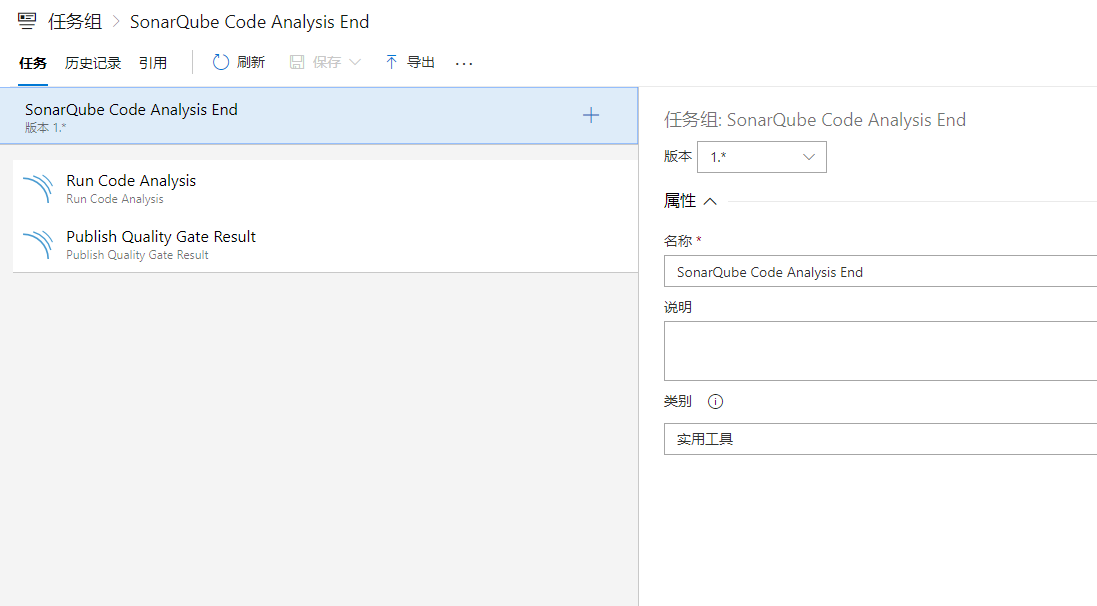 任务组 > SonarQube Code Analysis End
任务 历史记录 引用 刷新 保存 导出 ...
SonarQube Code Analysis End
版本 1.*
Run Code Analysis
Run Code Analysis
Publish Quality Gate Result
Publish Quality Gate Result
任务组: SonarQube Code Analysis End
版本 1.*
属性
名称 *
SonarQube Code Analysis End
说明
类别
实用工具